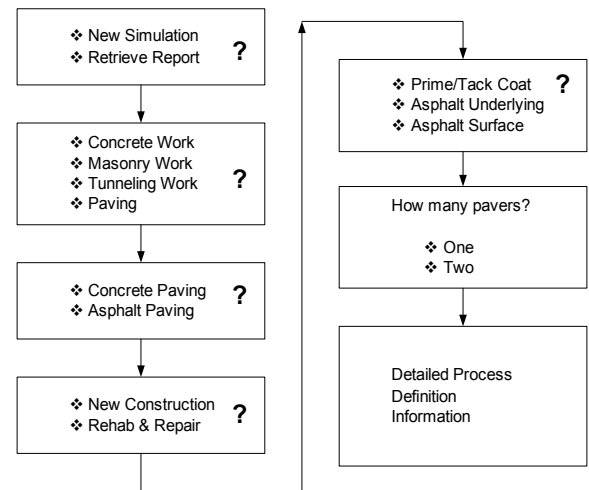 ❖ New Simulation
❖ Retrieve Report
?
❖ Concrete Work
❖ Masonry Work
❖ Tunneling Work
❖ Paving
?
❖ Concrete Paving
❖ Asphalt Paving
?
❖ New Construction
❖ Rehab & Repair
?
❖ Prime/Tack Coat
❖ Asphalt Underlying
❖ Asphalt Surface
?
How many pavers?
❖ One
❖ Two
Detailed Process
Definition
Information